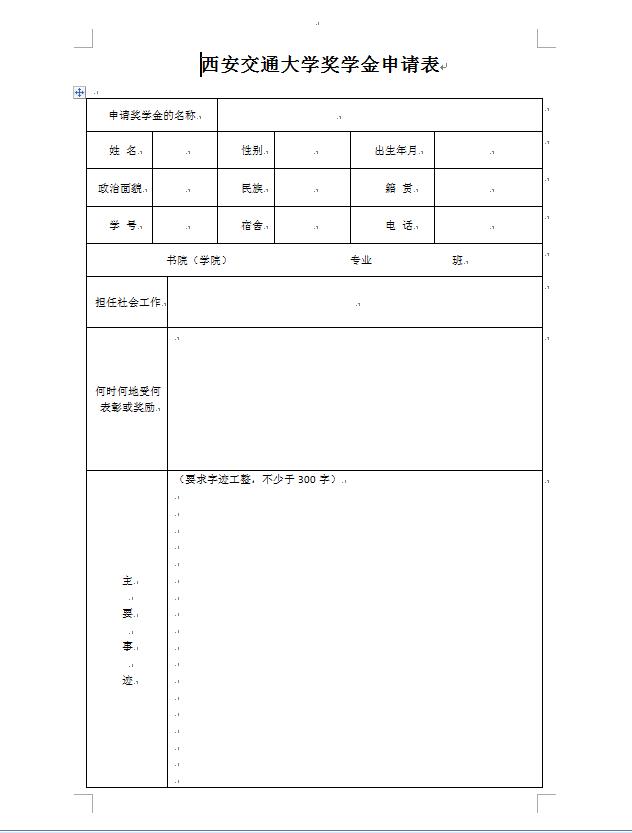 西安交通大学奖学金申请表
申请奖学金的名称
姓 名 性别 出生年月
政治面貌 民族 籍 贯
学 号 宿舍 电 话
书院（学院） 专业 班
担任社会工作
何时何地受何
表彰或奖励
（要求字迹工整，不少于 300 字）
主
要
事
迹